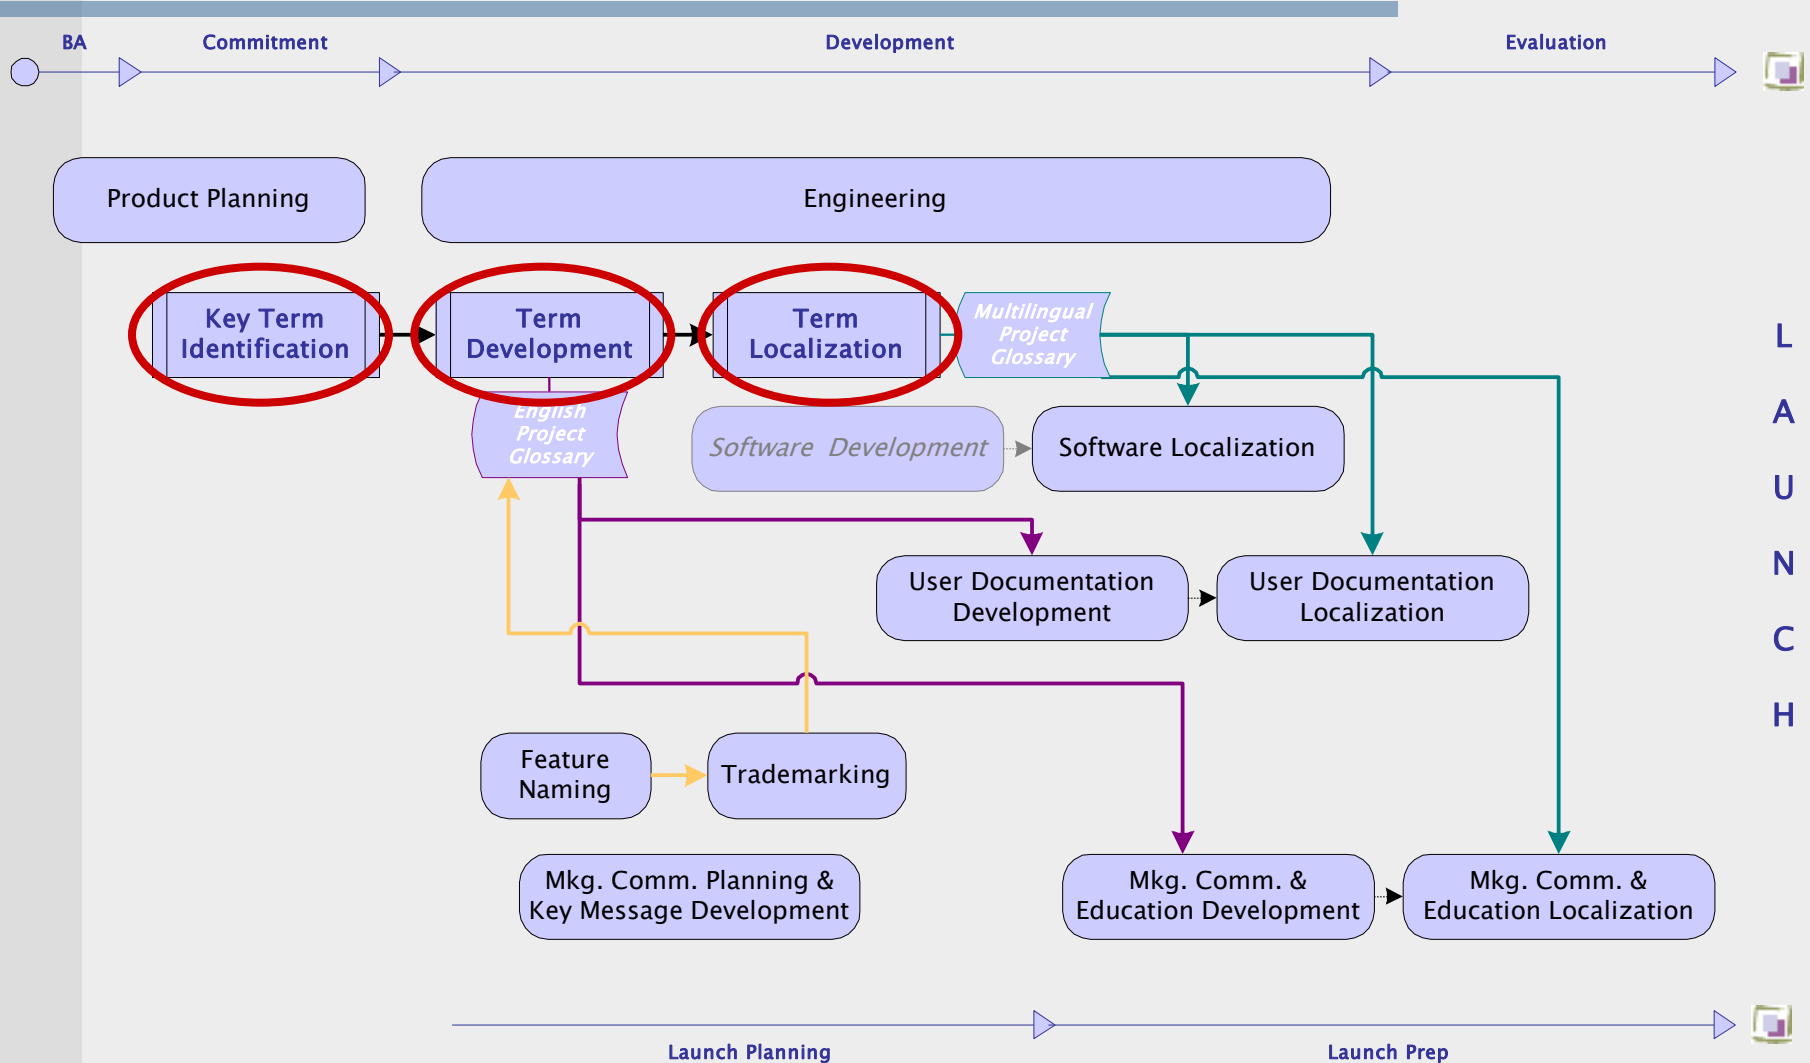 BA
Commitment
Development
Evaluation
Product Planning
Engineering
Key Term
Identification
Term
Development
Term
Localization
Multilingual
Project
Glossary
English
Project
Glossary
Software Development
Software Localization
User Documentation
Development
User Documentation
Localization
Feature
Naming
Trademarking
Mkg. Comm. Planning &
Key Message Development
Mkg. Comm. &
Education Development
Mkg. Comm. &
Education Localization
L
A
U
N
C
H
Launch Planning
Launch Prep